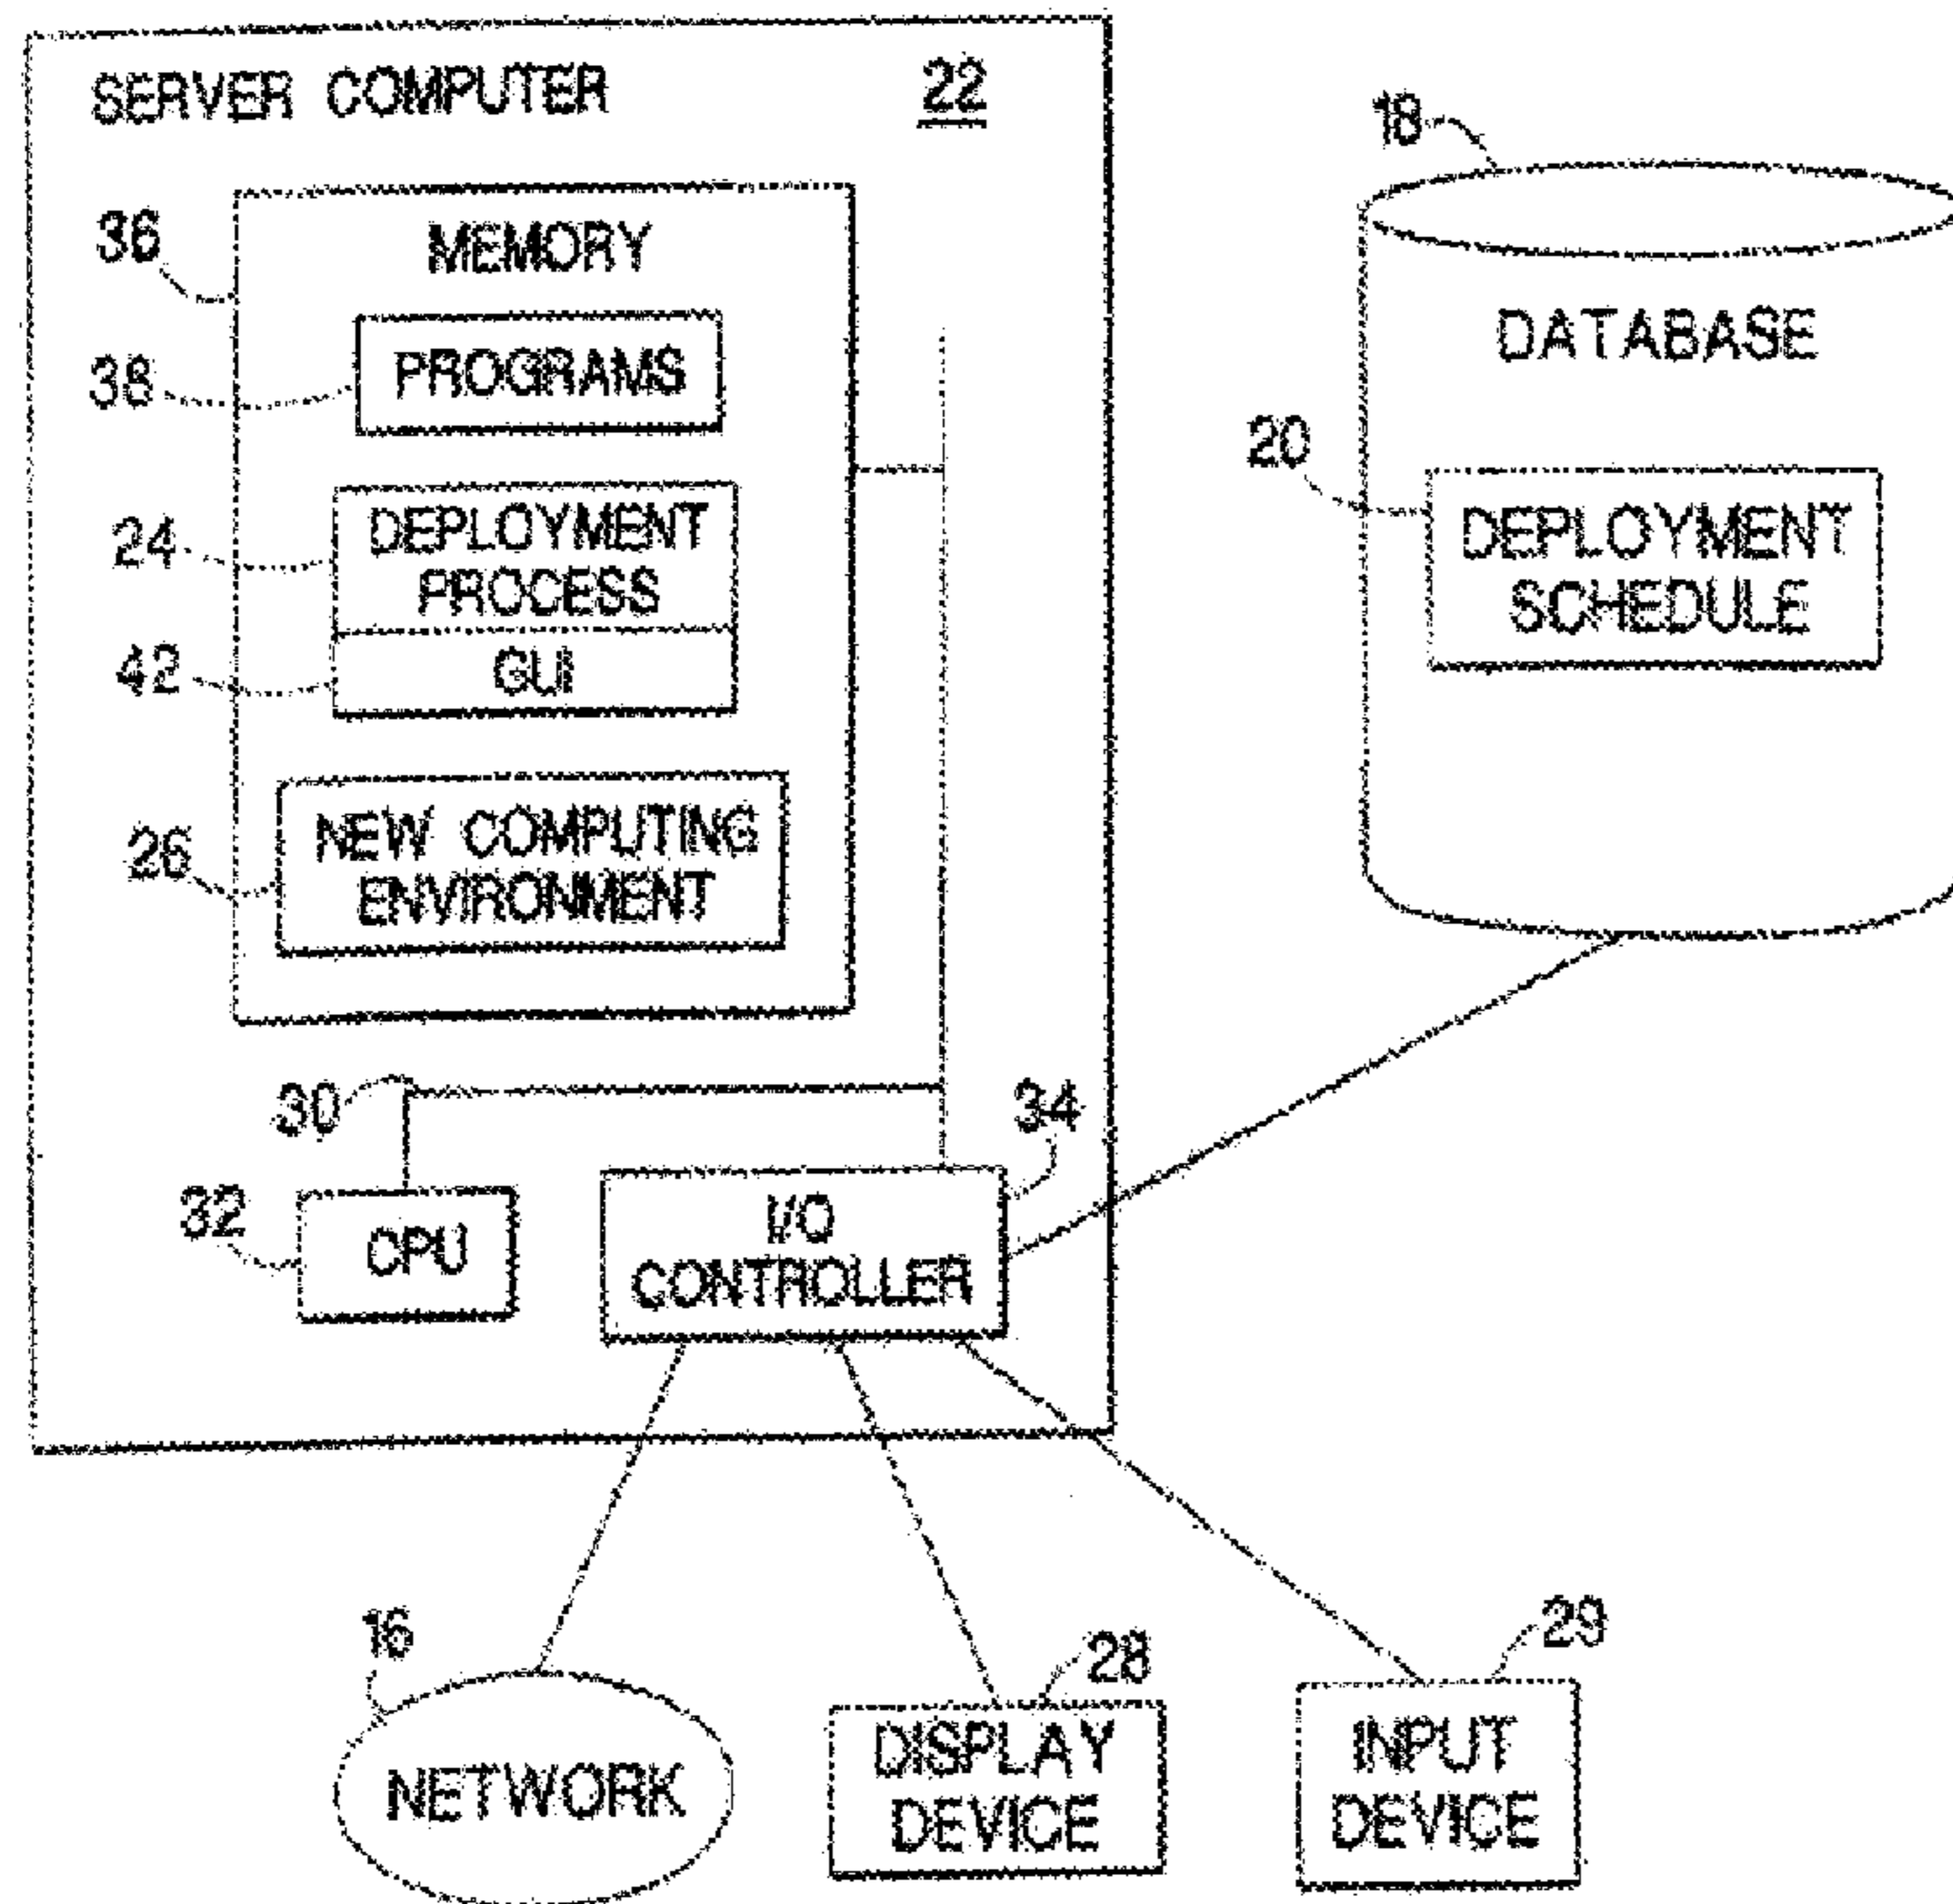 SERVER COMPUTER 22
18
36
MEMORY
38
PROGRAMS
DATABASE
20
DEPLOYMENT
SCHEDULE
24
DEPLOYMENT
PROCESS
42
GUI
26
NEW COMPUTING
ENVIRONMENT
30
34
32
CPU
I/O
CONTROLLER
16
NETWORK
28
DISPLAY
DEVICE
29
INPUT
DEVICE